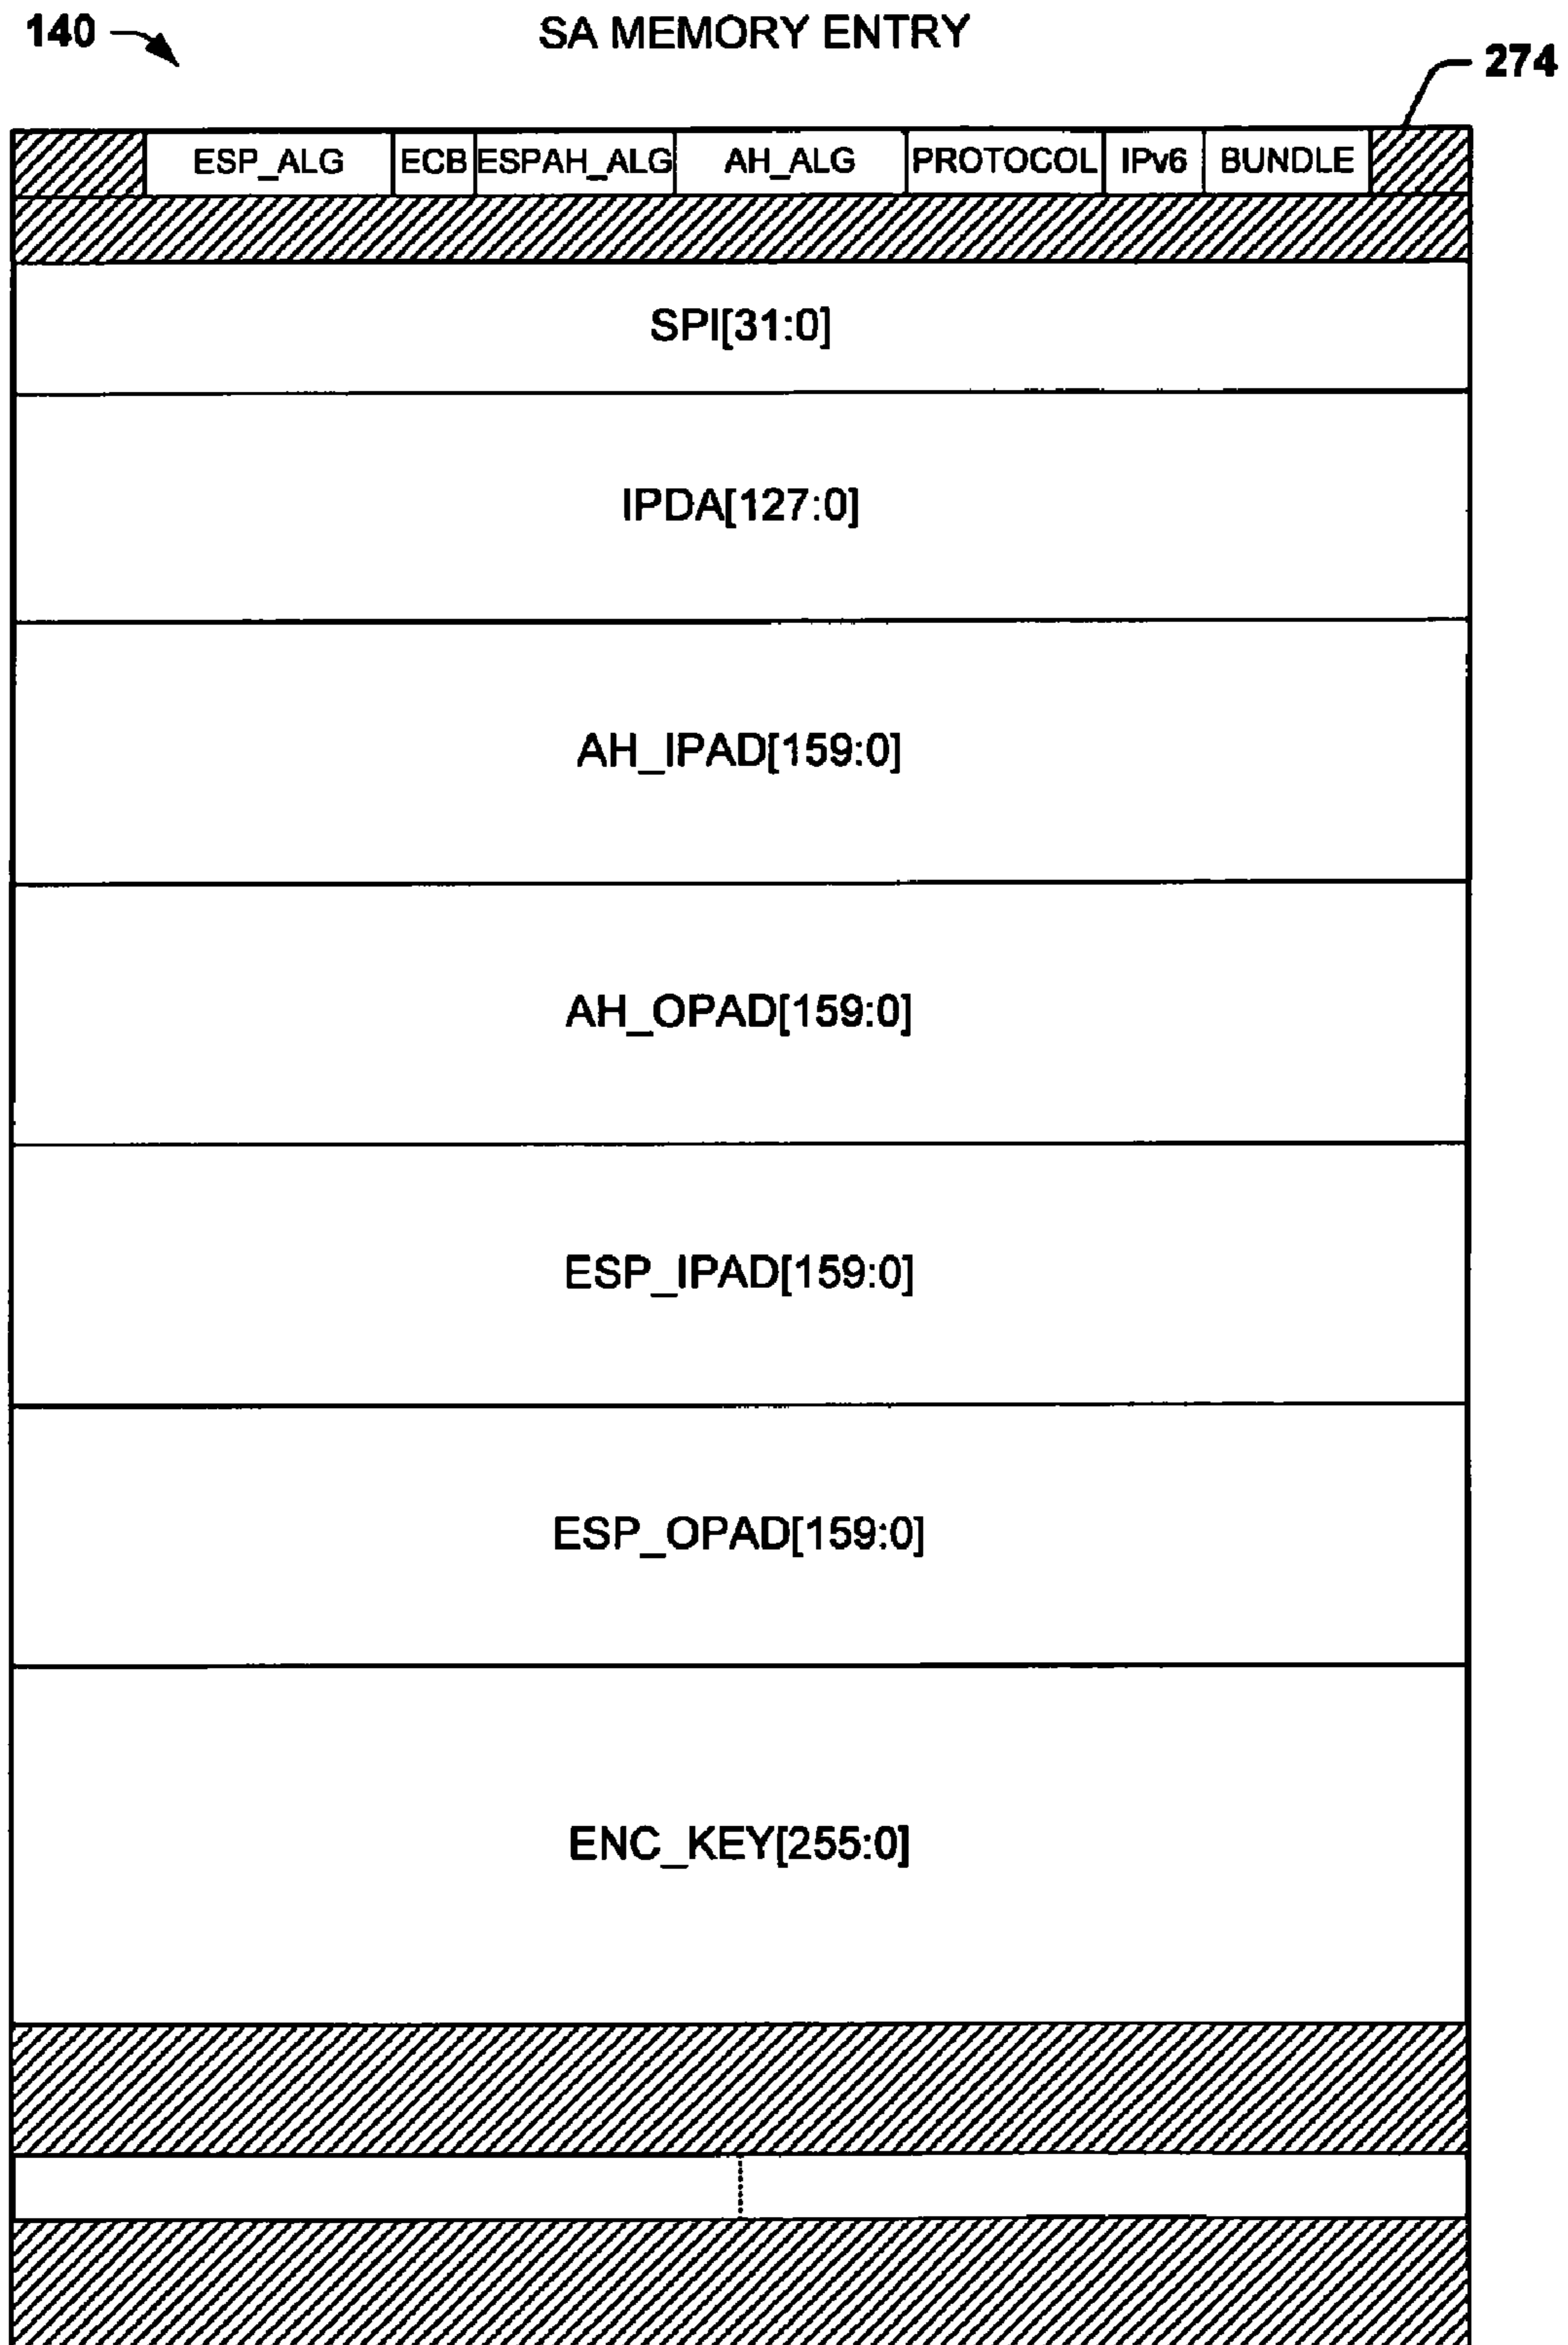 140
SA MEMORY ENTRY
274
ESP_ALG ECB ESPAH_ALG AH_ALG PROTOCOL IPv6 BUNDLE
SPI[31:0]
IPDA[127:0]
AH_IPAD[159:0]
AH_OPAD[159:0]
ESP_IPAD[159:0]
ESP_OPAD[159:0]
ENC_KEY[255:0]